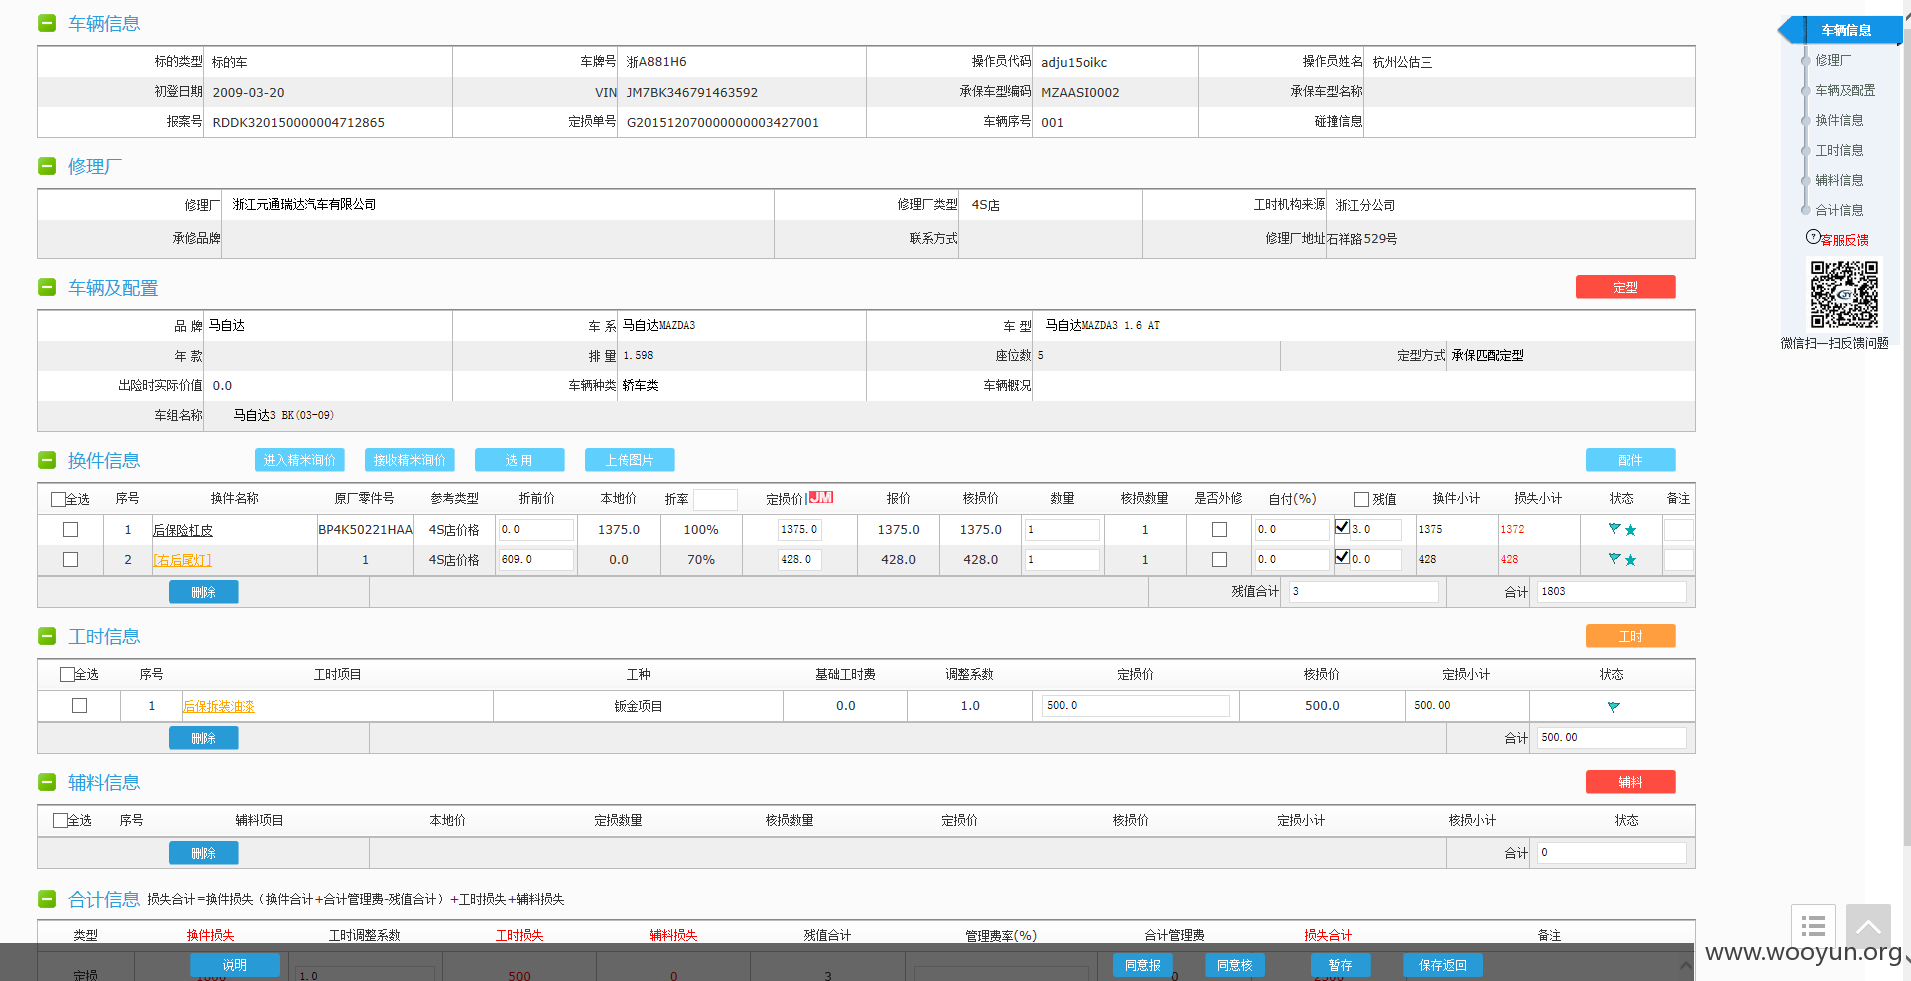 车辆信息
标的类型 标的车 车牌号 浙A881H6 操作员代码 adju15oikc 操作员姓名 杭州公估三
初登日期 2009-03-20 VIN JM7BK346791463592 承保车型编码 MZAASI0002 承保车型名称
报案号 RDDK320150000004712865 定损单号 G201512070000000003427001 车辆序号 001 碰撞信息
修理厂
修理厂 浙江元通瑞达汽车有限公司 修理厂类型 4S店 工时机构来源 浙江分公司
承修品牌 联系方式 修理厂地址 石祥路529号
车辆及配置 定型
品 牌 马自达 车 系 马自达MAZDA3 车 型 马自达MAZDA3 1.6 AT
年 款 排 量 1.598 座位数 5 定型方式 承保匹配定型
出险时实际价值 0.0 车辆种类 轿车类 车辆概况
车组名称 马自达3 BK(03-09)
换件信息 进入精米询价 接收精米询价 选 用 上传图片 配件
全选 序号 换件名称 原厂零件号 参考类型 折前价 本地价 折率 定损价 JM 报价 核损价 数量 核损数量 是否外修 自付(%) 残值 换件小计 损失小计 状态 备注
1 后保险杠皮 BP4K50221HAA 4S店价格 0.0 1375.0 100% 1375.0 1375.0 1375.0 1 1 0.0 3.0 1375 1372
2 [右后尾灯] 1 4S店价格 609.0 0.0 70% 428.0 428.0 428.0 1 1 0.0 0.0 428 428
删除 残值合计 3 合计 1803
工时信息 工时
全选 序号 工时项目 工种 基础工时费 调整系数 定损价 核损价 定损小计 状态
1 后保拆装油漆 钣金项目 0.0 1.0 500.0 500.0 500.00
删除 合计 500.00
辅料信息 辅料
全选 序号 辅料项目 本地价 定损数量 核损数量 定损价 核损价 定损小计 核损小计 状态
删除 合计 0
合计信息 损失合计=换件损失（换件合计+合计管理费-残值合计）+工时损失+辅料损失
类型 换件损失 工时调整系数 工时损失 辅料损失 残值合计 管理费率(%) 合计管理费 损失合计 备注
定损 1.0 500 0 3 0
说明 同意报 同意核 暂存 保存返回
车辆信息
修理厂
车辆及配置
换件信息
工时信息
辅料信息
合计信息
?客服反馈
微信扫一扫反馈问题
www.wooyun.org